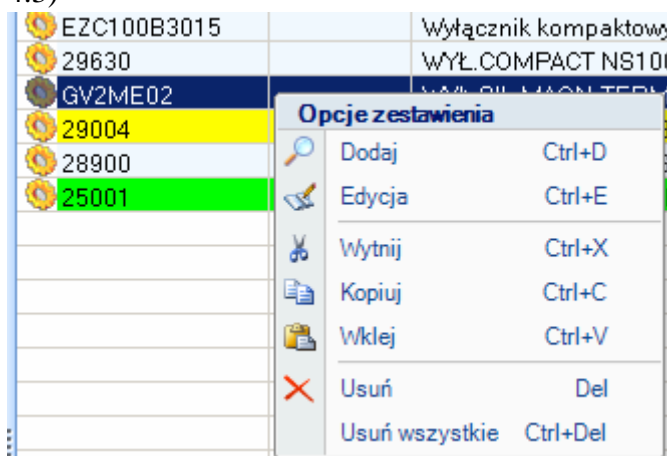 EZC100B3015 Wyłącznik kompaktowy
29630 WYŁ.COMPACT NS100
GV2ME02
29004
28900
25001
Opcje zestawienia
Dodaj Ctrl+D
Edycja Ctrl+E
Wytnij Ctrl+X
Kopiuj Ctrl+C
Wklej Ctrl+V
Usuń Del
Usuń wszystkie Ctrl+Del